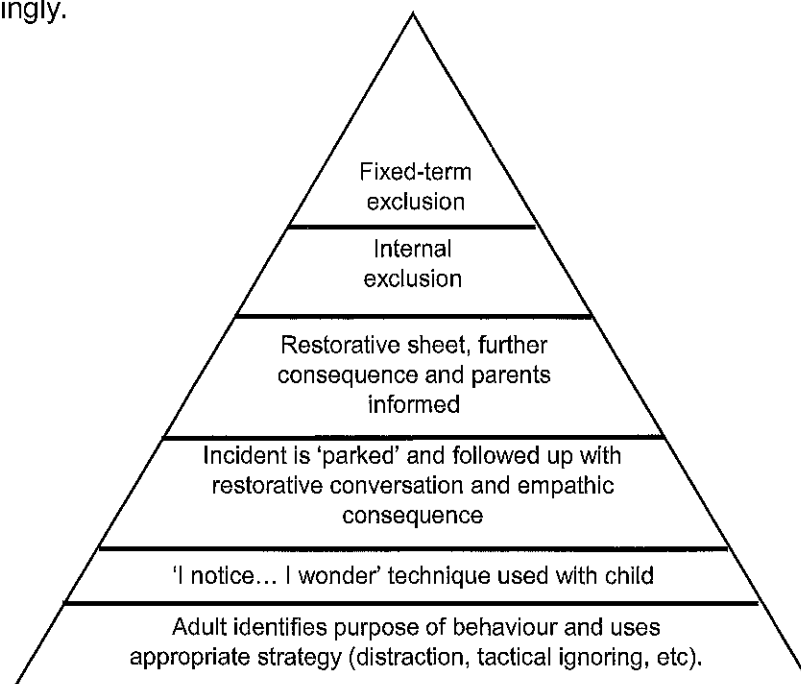 ingly.
Fixed-term
exclusion
Internal
exclusion
Restorative sheet, further
consequence and parents
informed
Incident is ‘parked’ and followed up with
restorative conversation and empathic
consequence
‘I notice… I wonder’ technique used with child
Adult identifies purpose of behaviour and uses
appropriate strategy (distraction, tactical ignoring, etc).